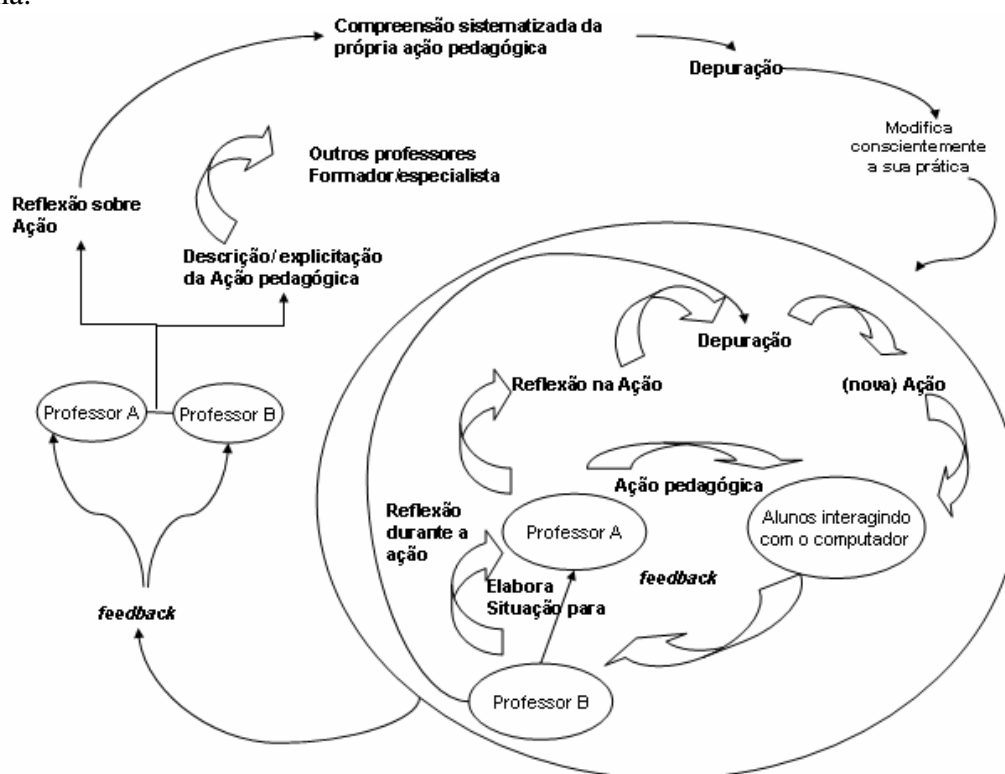 na.
Compreensão sistematizada da
própria ação pedagógica
Depuração
Modifica
conscientemente
a sua prática
Outros professores
Formador/especialista
Reflexão sobre
Ação
Descrição/explicitação
da Ação pedagógica
Depuração
Reflexão na Ação
(nova) Ação
Professor A
Professor B
Ação pedagógica
Reflexão
durante a
ação
Professor A
Alunos interagindo
com o computador
feedback
Elabora
Situação para
feedback
Professor B